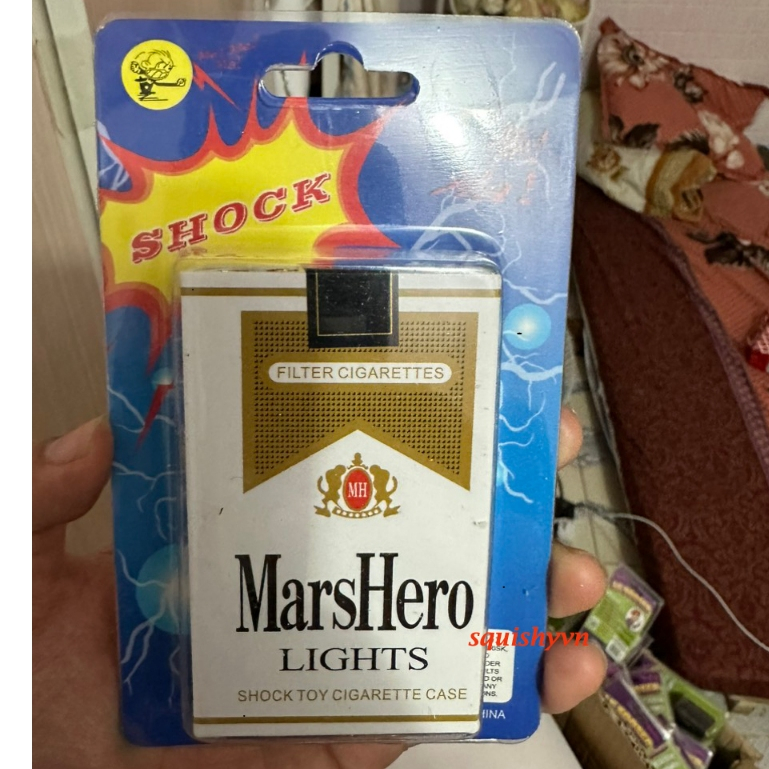 SHOCK
FILTER CIGARETTES
MH
MarsHero
LIGHTS
SHOCK TOY CIGARETTE CASE
squishyvn